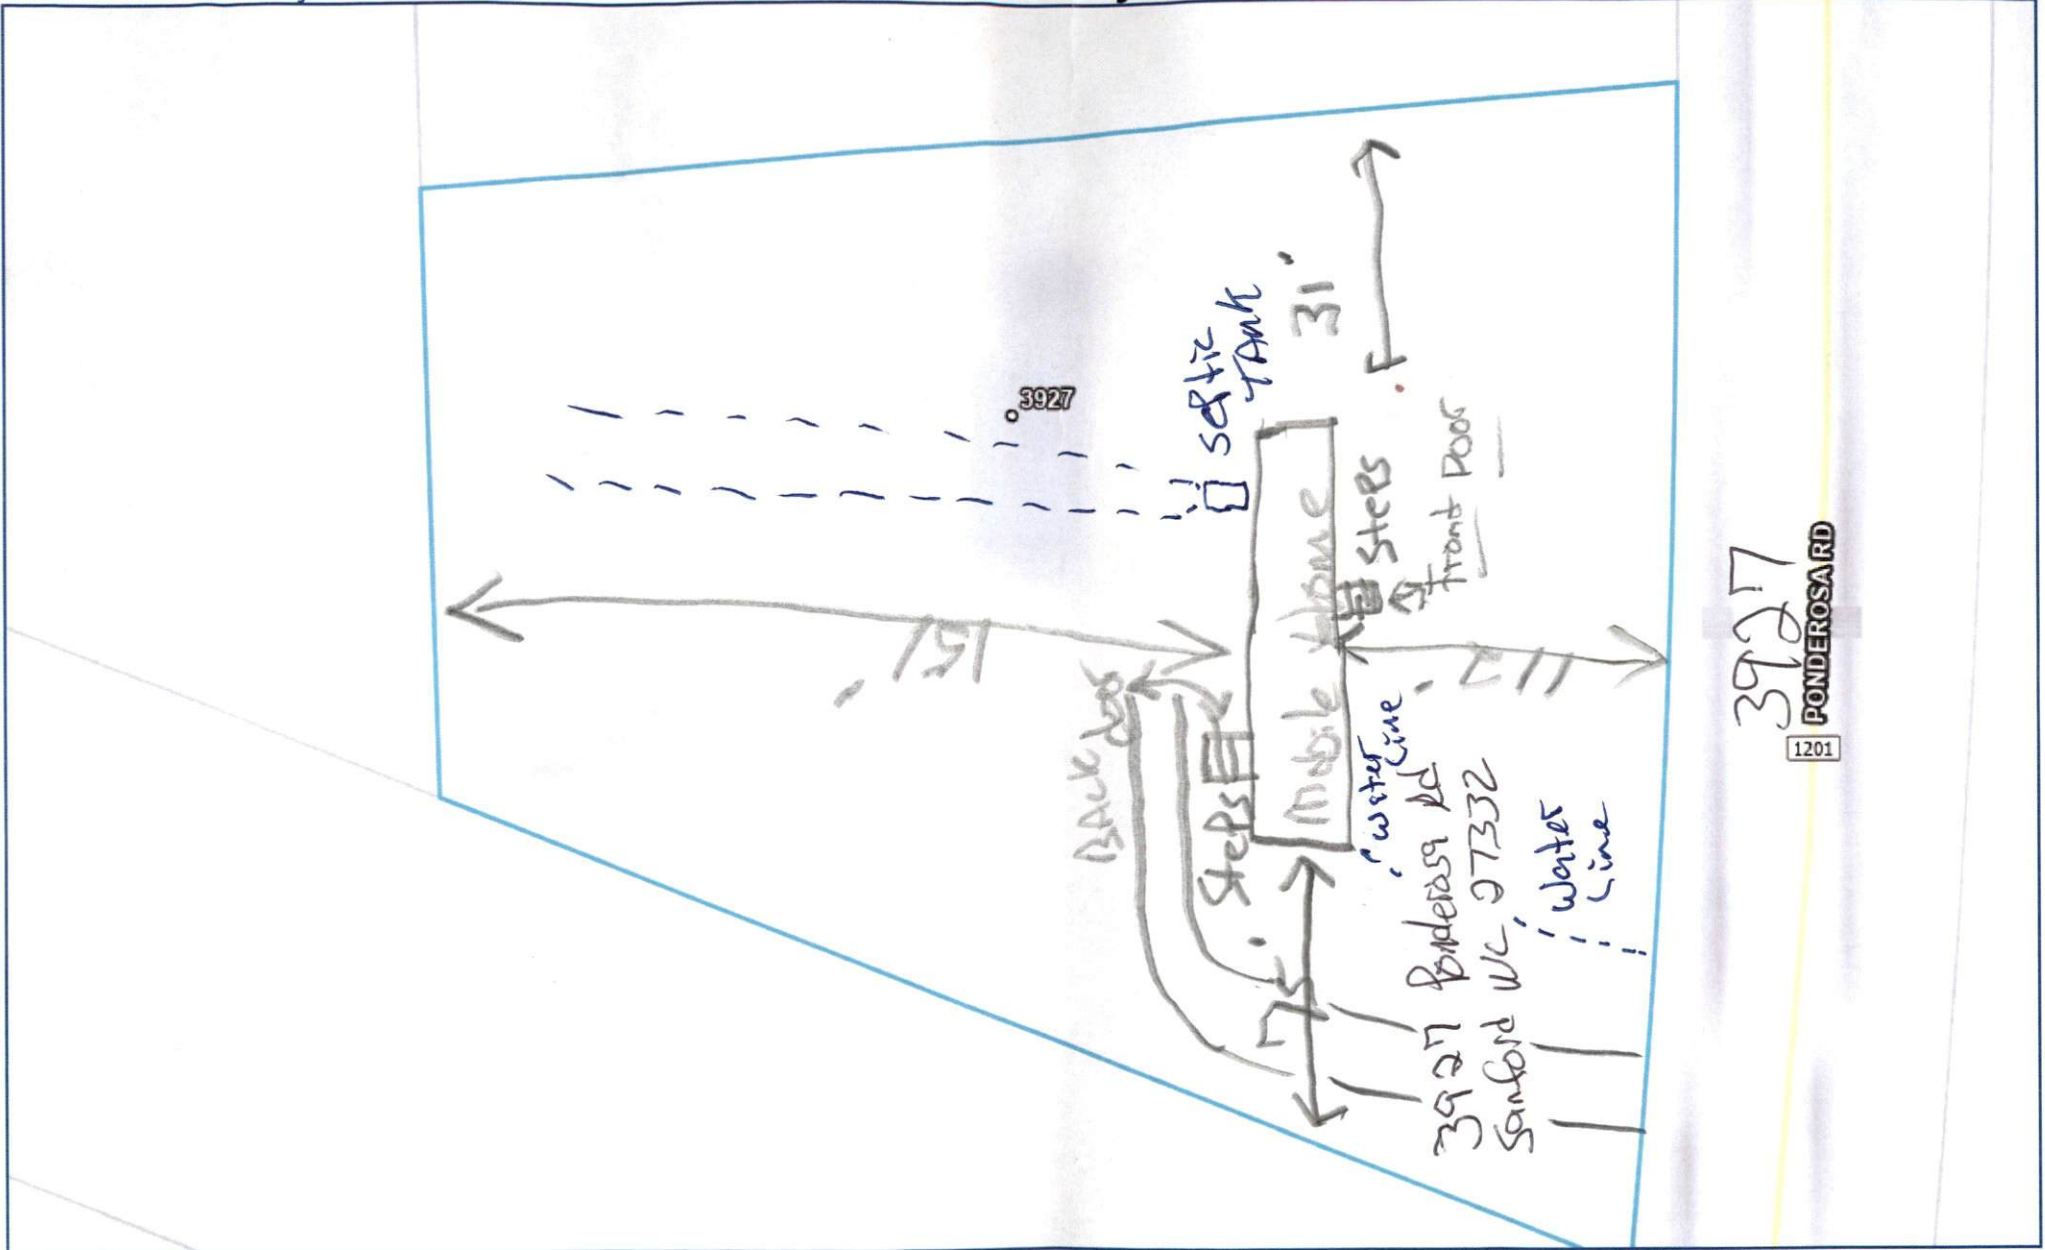 3927
151'
BACK door
septic
TANK
Steps
Mobile Home
31'
75'
Steps
front Door
water
Line
117'
3927 Ponderosa Rd
Sanford NC 27332
Water
Line
3927
PONDEROSA RD
1201